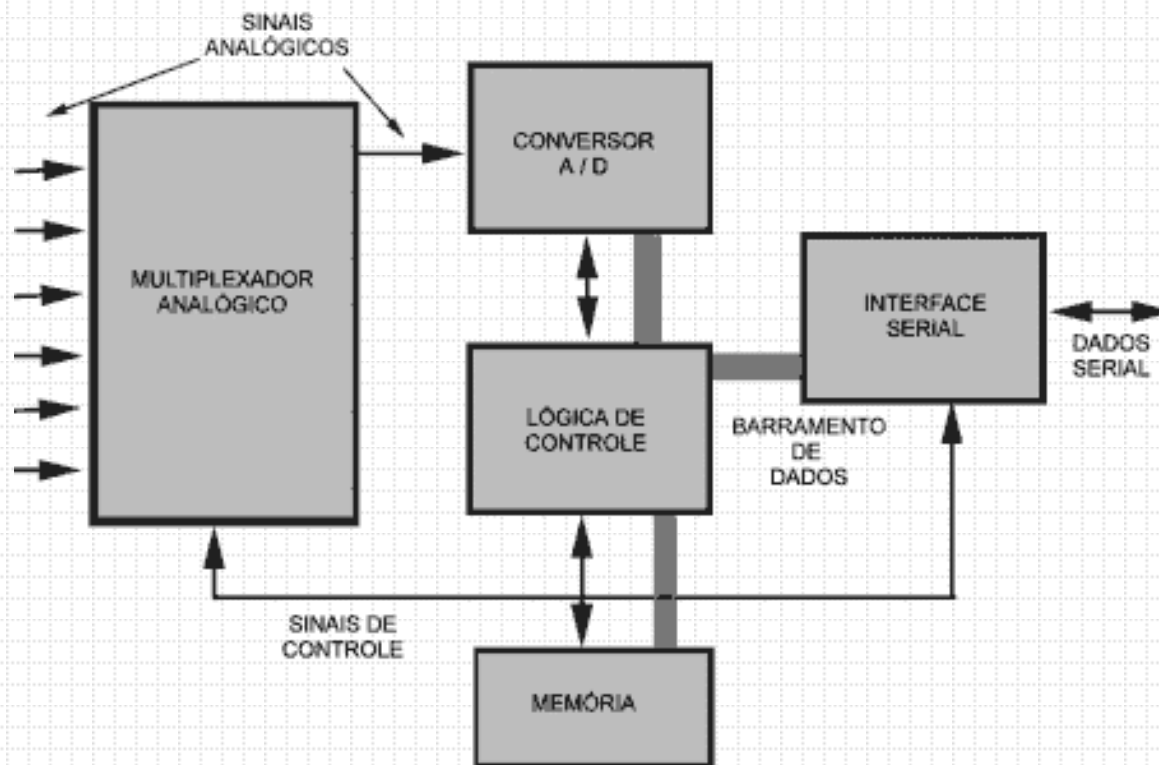 SINAIS
ANALÓGICOS
CONVERSOR
A / D
MULTIPLEXADOR
ANALÓGICO
INTERFACE
SERIAL
DADOS
SERIAL
LÓGICA DE
CONTROLE
BARRAMENTO
DE
DADOS
SINAIS DE
CONTROLE
MEMÓRIA